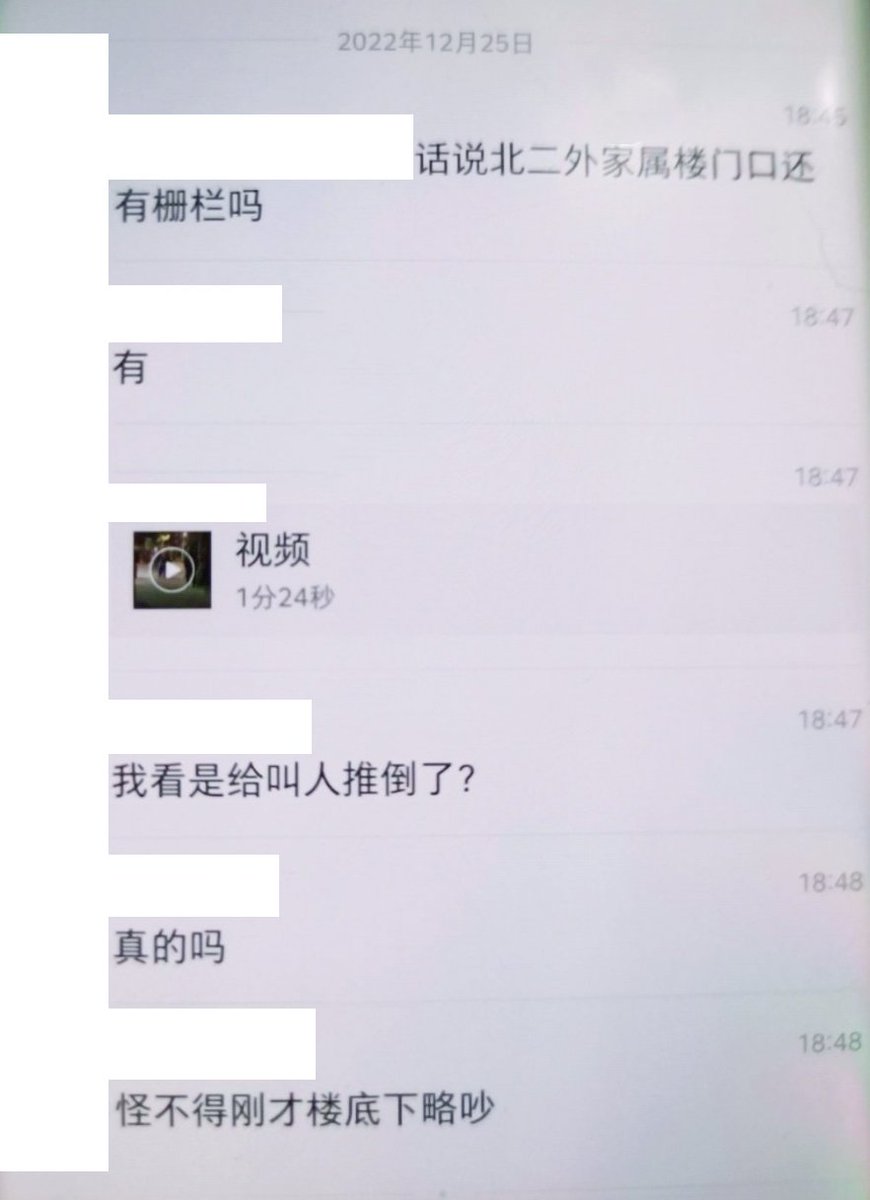 2022年12月25日
18:45
话说北二外家属楼门口还
有栅栏吗
18:47
有
18:47
视频
1分24秒
18:47
我看是给叫人推倒了?
18:48
真的吗
18:48
怪不得刚才楼底下略吵